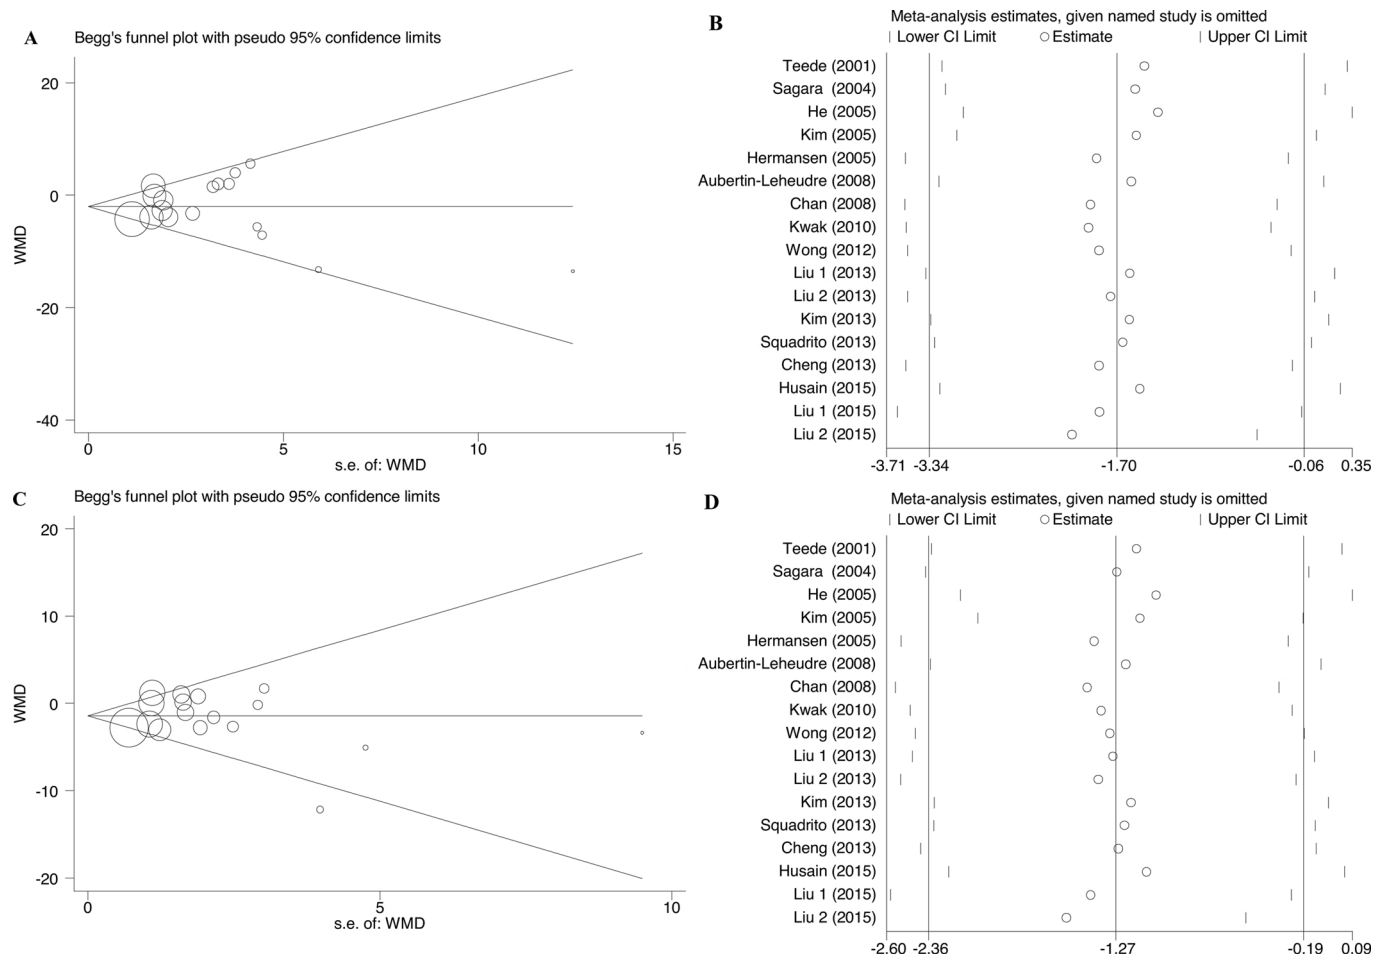 A
Begg's funnel plot with pseudo 95% confidence limits
20
0
-20
-40
WMD
0 5 10 15
s.e. of: WMD
B
Meta-analysis estimates, given named study is omitted
Lower CI Limit Estimate Upper CI Limit
Teede (2001)
Sagara (2004)
He (2005)
Kim (2005)
Hermansen (2005)
Aubertin-Leheudre (2008)
Chan (2008)
Kwak (2010)
Wong (2012)
Liu 1 (2013)
Liu 2 (2013)
Kim (2013)
Squadrito (2013)
Cheng (2013)
Husain (2015)
Liu 1 (2015)
Liu 2 (2015)
-3.71 -3.34 -1.70 -0.06 0.35
C
Begg's funnel plot with pseudo 95% confidence limits
20
10
0
-10
-20
WMD
0 5 10
s.e. of: WMD
D
Meta-analysis estimates, given named study is omitted
Lower CI Limit Estimate Upper CI Limit
Teede (2001)
Sagara (2004)
He (2005)
Kim (2005)
Hermansen (2005)
Aubertin-Leheudre (2008)
Chan (2008)
Kwak (2010)
Wong (2012)
Liu 1 (2013)
Liu 2 (2013)
Kim (2013)
Squadrito (2013)
Cheng (2013)
Husain (2015)
Liu 1 (2015)
Liu 2 (2015)
-2.60 -2.36 -1.27 -0.19 0.09